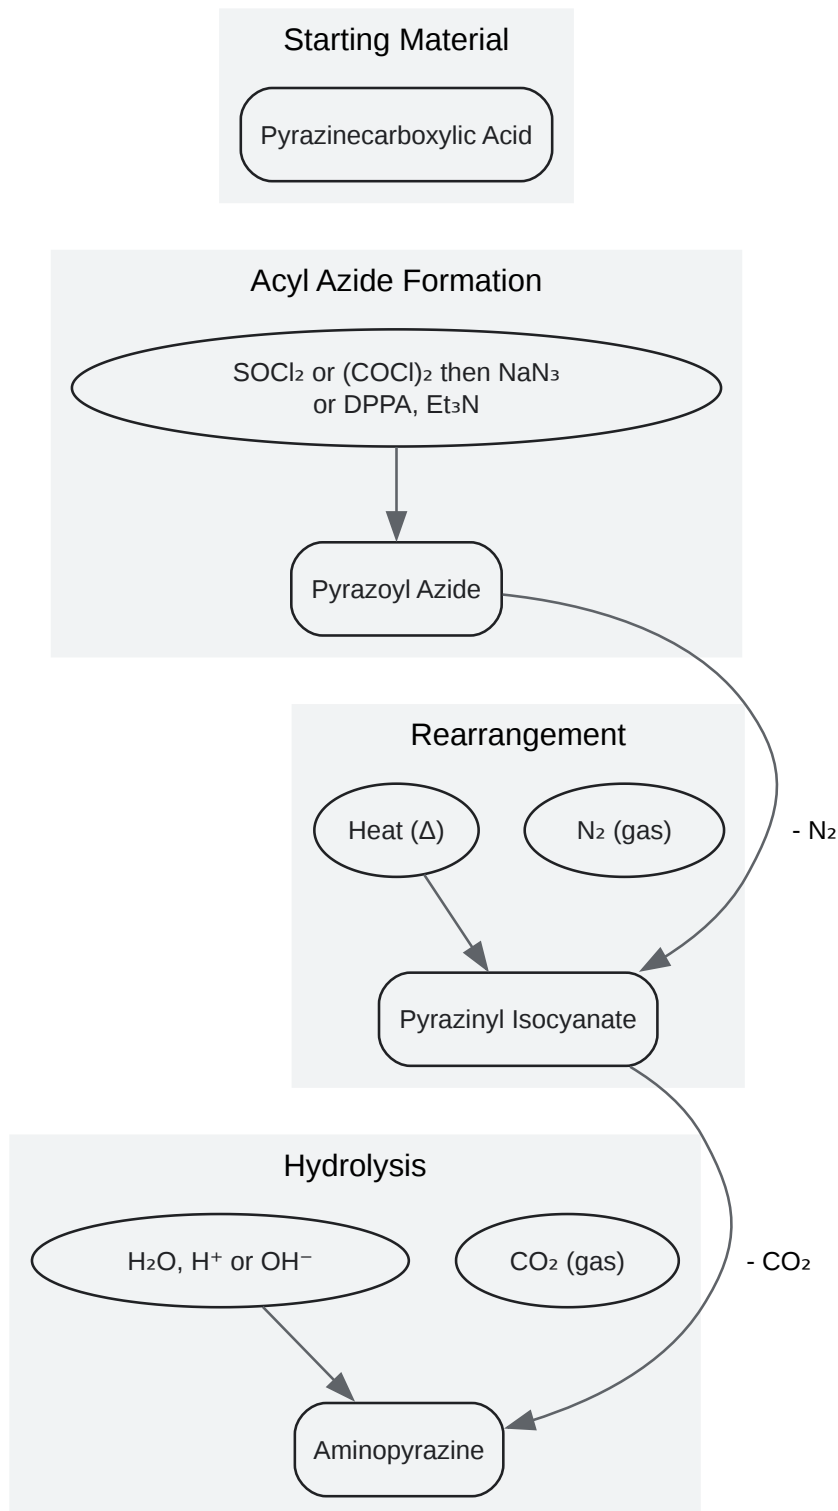 Starting Material
Pyrazinecarboxylic Acid
Acyl Azide Formation
SOCl₂ or (COCl)₂ then NaN₃
or DPPA, Et₃N
Pyrazoyl Azide
Rearrangement
Heat (Δ)
N₂ (gas)
- N₂
Pyrazinyl Isocyanate
Hydrolysis
H₂O, H⁺ or OH⁻
CO₂ (gas)
- CO₂
Aminopyrazine